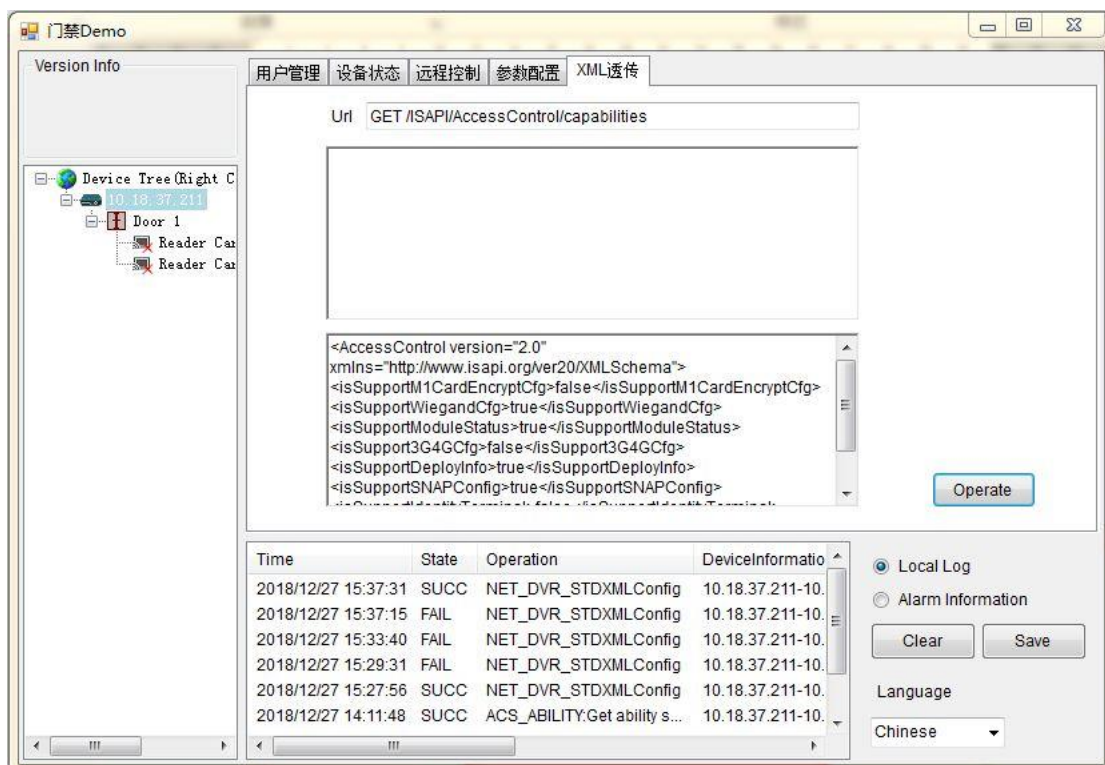 门禁Demo
Version Info
用户管理 设备状态 远程控制 参数配置 XML透传
Url GET /ISAPI/AccessControl/capabilities
Device Tree(Right C
10.18.37.211
Door 1
Reader Car
Reader Car
<AccessControl version="2.0"
xmlns="http://www.isapi.org/ver20/XMLSchema">
<isSupportM1CardEncryptCfg>false</isSupportM1CardEncryptCfg>
<isSupportWiegandCfg>true</isSupportWiegandCfg>
<isSupportModuleStatus>true</isSupportModuleStatus>
<isSupport3G4GCfg>false</isSupport3G4GCfg>
<isSupportDeployInfo>true</isSupportDeployInfo>
<isSupportSNAPConfig>true</isSupportSNAPConfig>
Operate
Time State Operation DeviceInformatio
2018/12/27 15:37:31 SUCC NET_DVR_STDXMLConfig 10.18.37.211-10.
2018/12/27 15:37:15 FAIL NET_DVR_STDXMLConfig 10.18.37.211-10.
2018/12/27 15:33:40 FAIL NET_DVR_STDXMLConfig 10.18.37.211-10.
2018/12/27 15:29:31 FAIL NET_DVR_STDXMLConfig 10.18.37.211-10.
2018/12/27 15:27:56 SUCC NET_DVR_STDXMLConfig 10.18.37.211-10.
2018/12/27 14:11:48 SUCC ACS_ABILITY:Get ability s... 10.18.37.211-10.
Local Log
Alarm Information
Clear Save
Language
Chinese